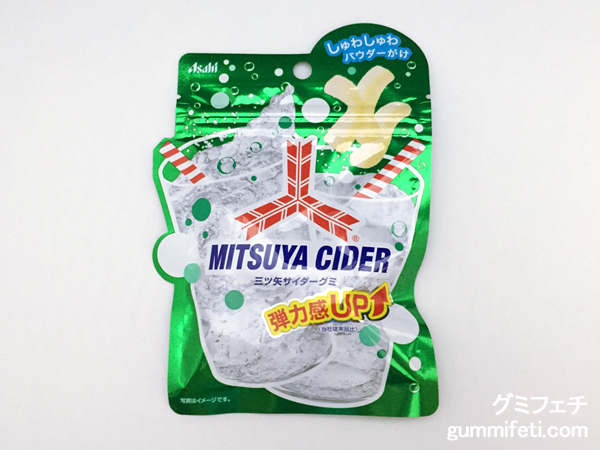 Asahi
しゅわしゅわ
パウダーがけ
MITSUYA CIDER
®
三ツ矢サイダーグミ
弾力感UP
(当社従来品比)
写真はイメージです。
グミフェチ
gummifeti.com